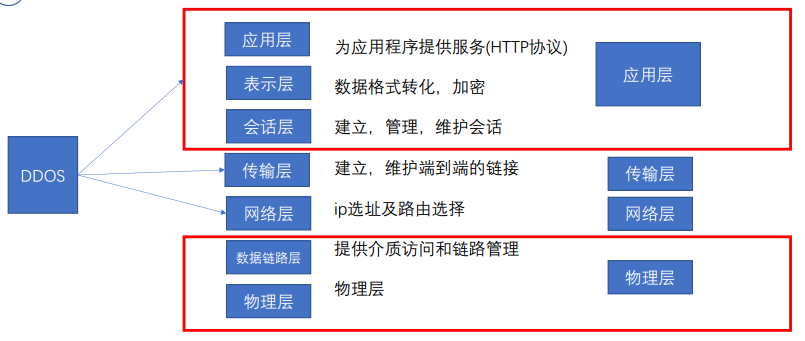 应用层
为应用程序提供服务(HTTP协议)
应用层
表示层
数据格式转化，加密
会话层
建立，管理，维护会话
DDOS
传输层
建立，维护端到端的链接
传输层
网络层
ip选址及路由选择
网络层
数据链路层
提供介质访问和链路管理
物理层
物理层
物理层